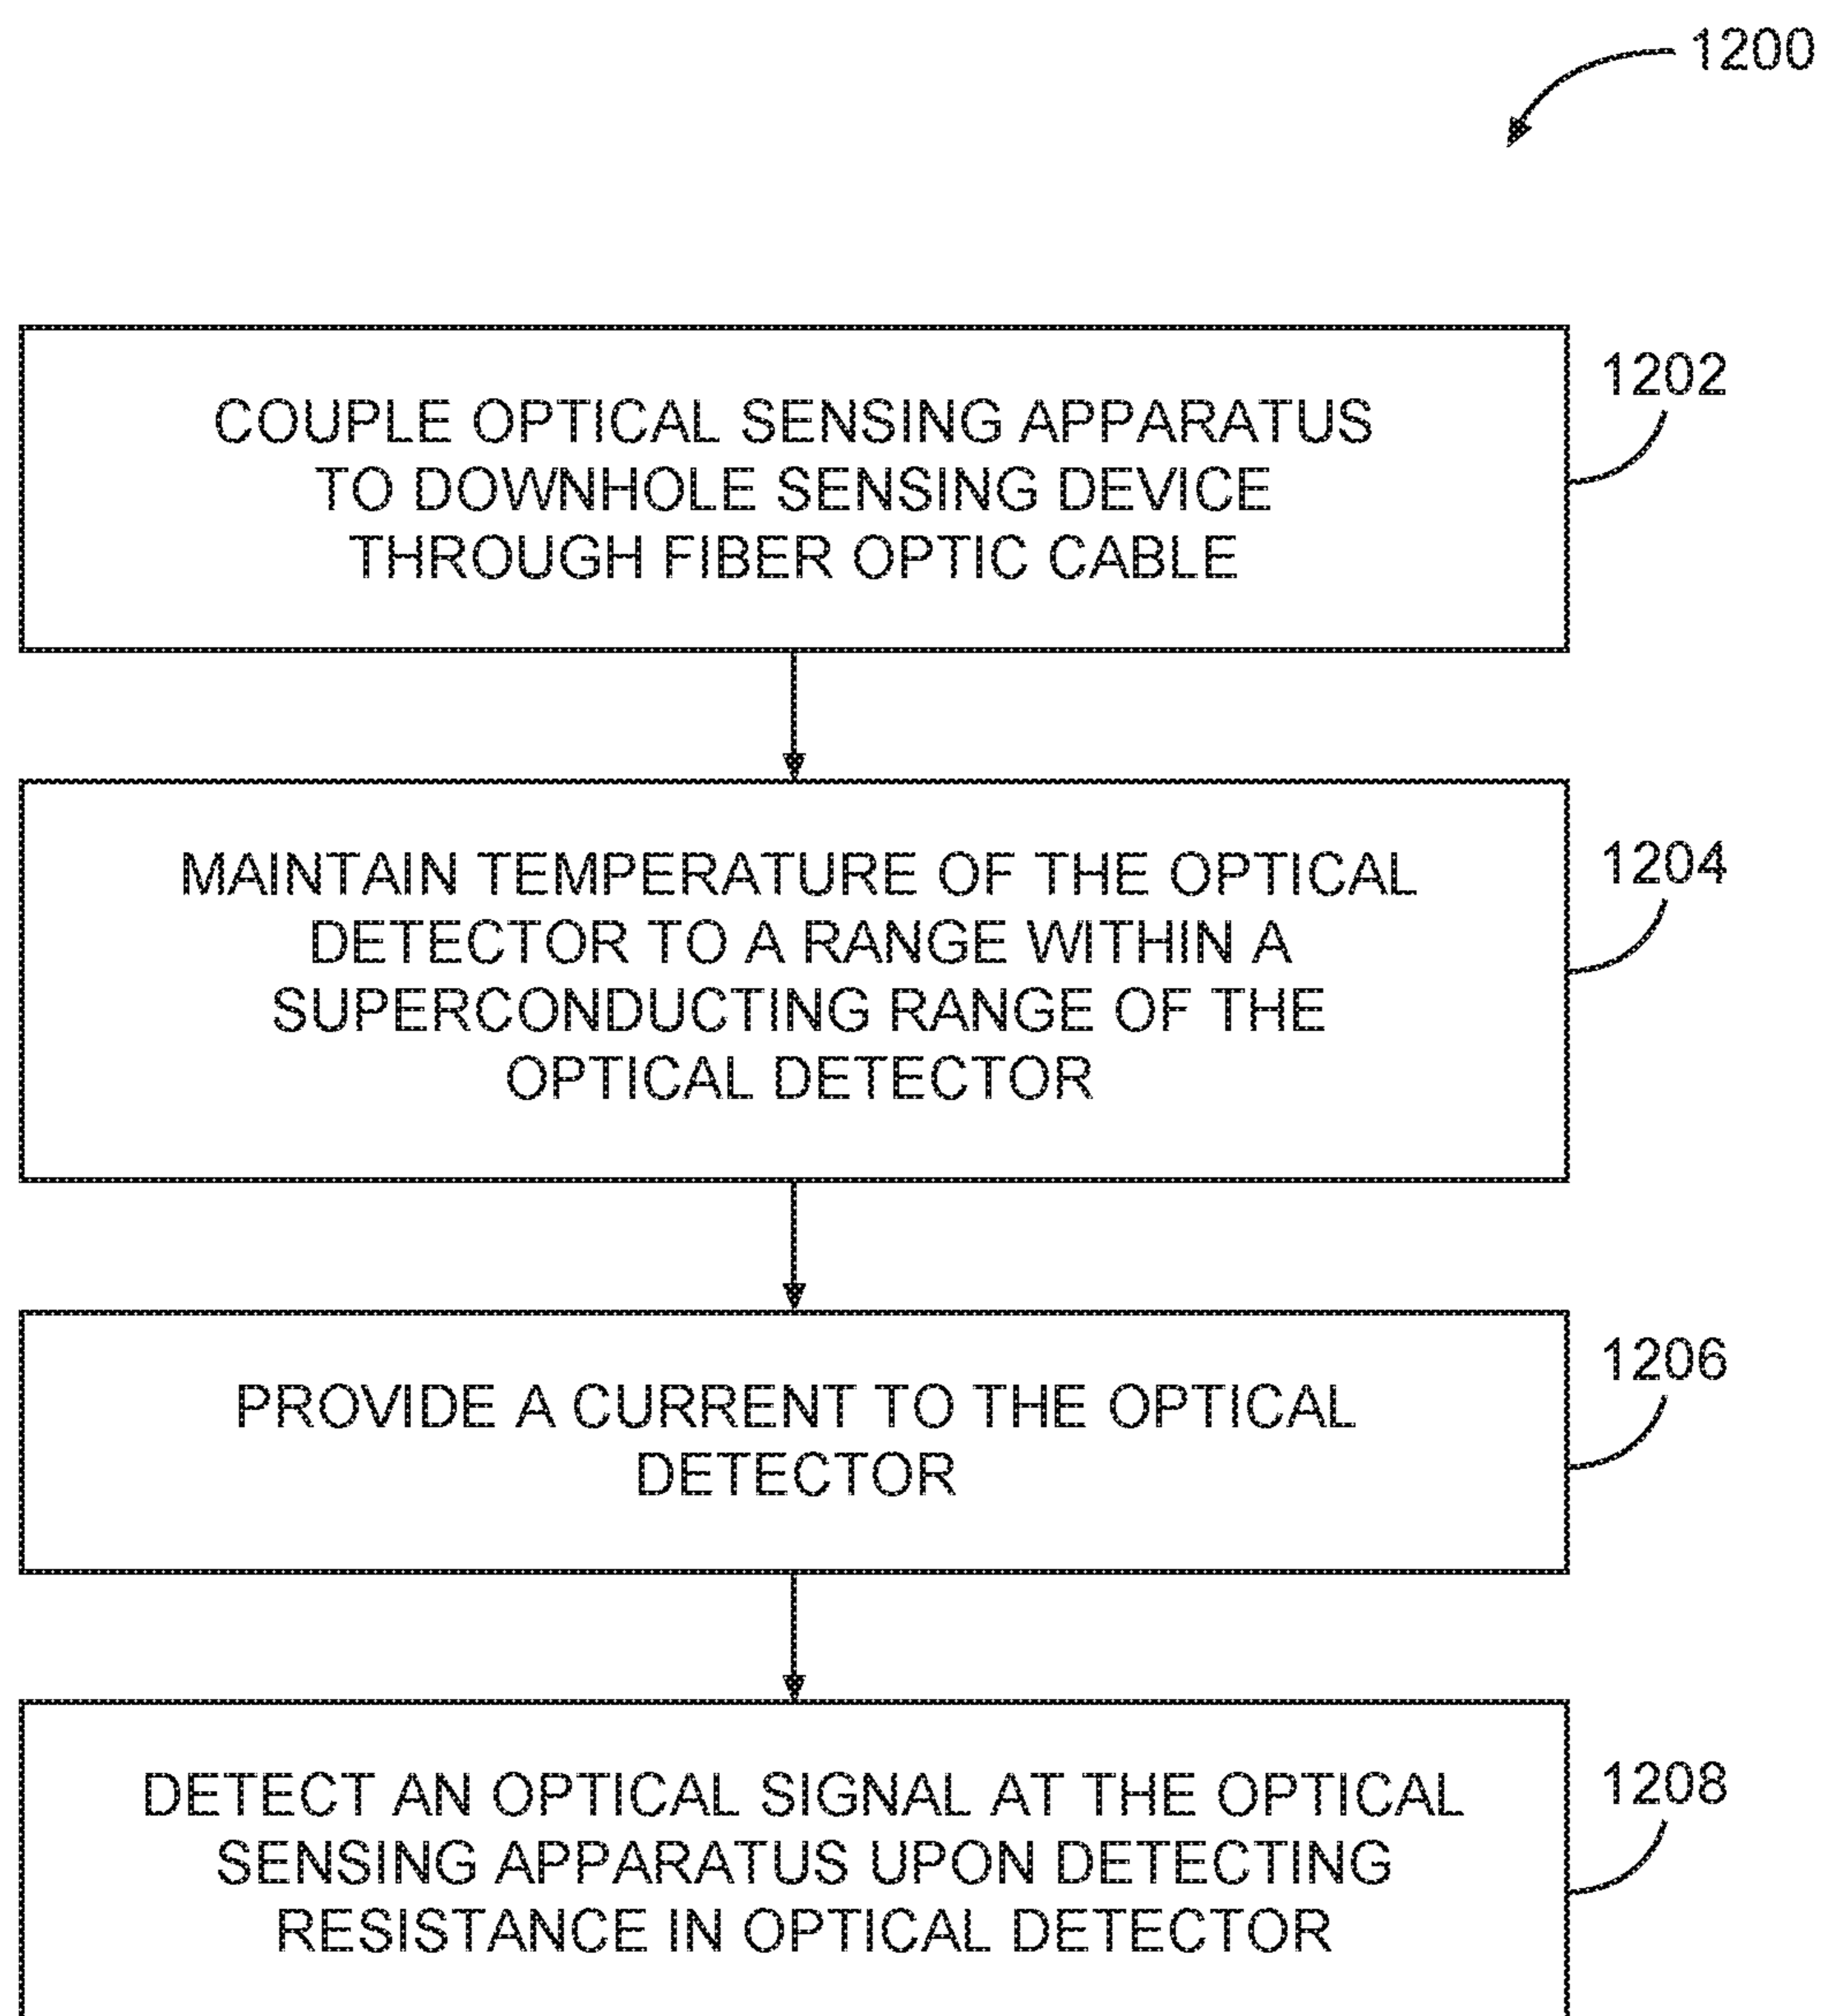 1200
COUPLE OPTICAL SENSING APPARATUS
TO DOWNHOLE SENSING DEVICE
THROUGH FIBER OPTIC CABLE
1202
MAINTAIN TEMPERATURE OF THE OPTICAL
DETECTOR TO A RANGE WITHIN A
SUPERCONDUCTING RANGE OF THE
OPTICAL DETECTOR
1204
PROVIDE A CURRENT TO THE OPTICAL
DETECTOR
1206
DETECT AN OPTICAL SIGNAL AT THE OPTICAL
SENSING APPARATUS UPON DETECTING
RESISTANCE IN OPTICAL DETECTOR
1208